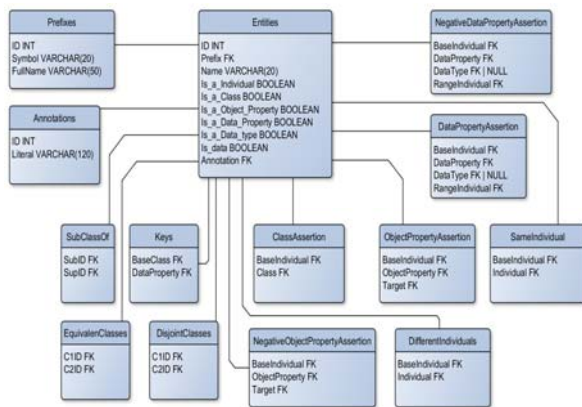 Prefixes
ID INT
Symbol VARCHAR(20)
FullName VARCHAR(50)
Entities
ID INT
Prefix FK
Name VARCHAR(20)
Is_a_Individual BOOLEAN
Is_a_Class BOOLEAN
Is_a_Object_Property BOOLEAN
Is_a_Data_Property BOOLEAN
Is_a_Data_type BOOLEAN
Is_data BOOLEAN
Annotation FK
NegativeDataPropertyAssertion
BaseIndividual FK
DataProperty FK
DataType FK | NULL
RangeIndividual FK
Annotations
ID INT
Literal VARCHAR(120)
DataPropertyAssertion
BaseIndividual FK
DataProperty FK
DataType FK | NULL
RangeIndividual FK
SubClassOf
SubID FK
SupID FK
Keys
BaseClass FK
DataProperty FK
ClassAssertion
BaseIndividual FK
Class FK
ObjectPropertyAssertion
BaseIndividual FK
ObjectProperty FK
Target FK
SameIndividual
BaseIndividual FK
Individual FK
EquivalenClasses
C1ID FK
C2ID FK
DisjointClasses
C1ID FK
C2ID FK
NegativeObjectPropertyAssertion
BaseIndividual FK
ObjectProperty FK
Target FK
DifferentIndividuals
BaseIndividual FK
Individual FK